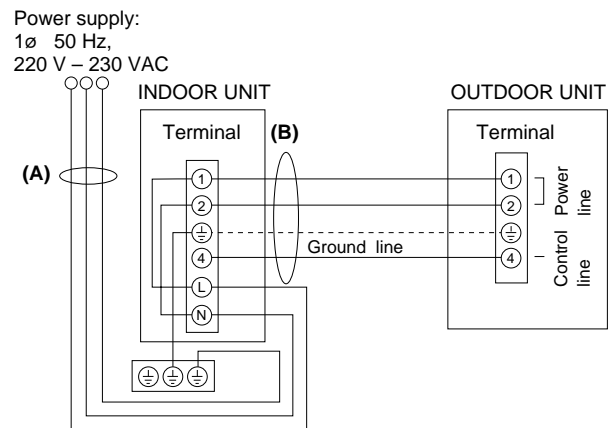 Power supply:
1ø 50 Hz,
220 V – 230 VAC
INDOOR UNIT
OUTDOOR UNIT
Terminal
(B)
Terminal
(A)
1
2
4
L
N
Ground line
1
2
4
Power
line
Control
line